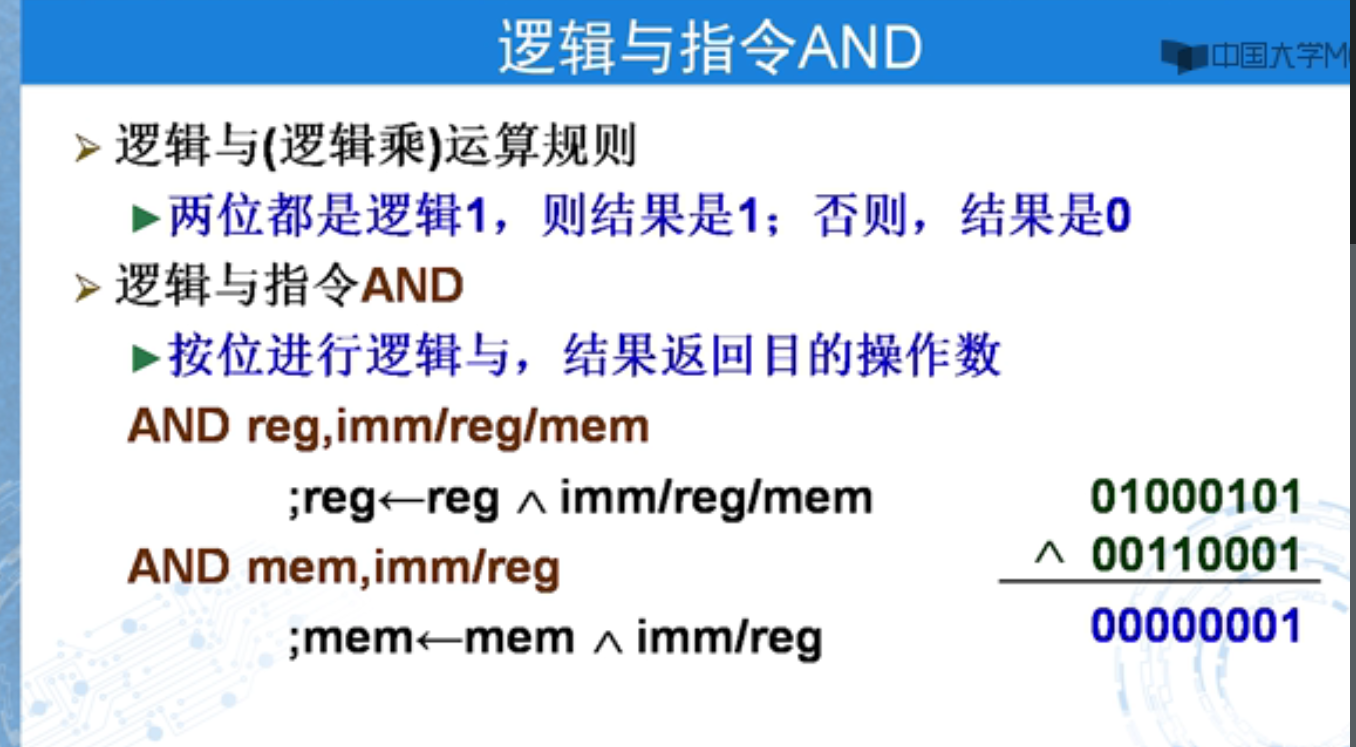 逻辑与指令AND
中国大学M
逻辑与(逻辑乘)运算规则
两位都是逻辑1，则结果是1；否则，结果是0
逻辑与指令AND
按位进行逻辑与，结果返回目的操作数
AND reg,imm/reg/mem
;reg←reg ∧ imm/reg/mem
01000101
AND mem,imm/reg
∧ 00110001
;mem←mem ∧ imm/reg
00000001